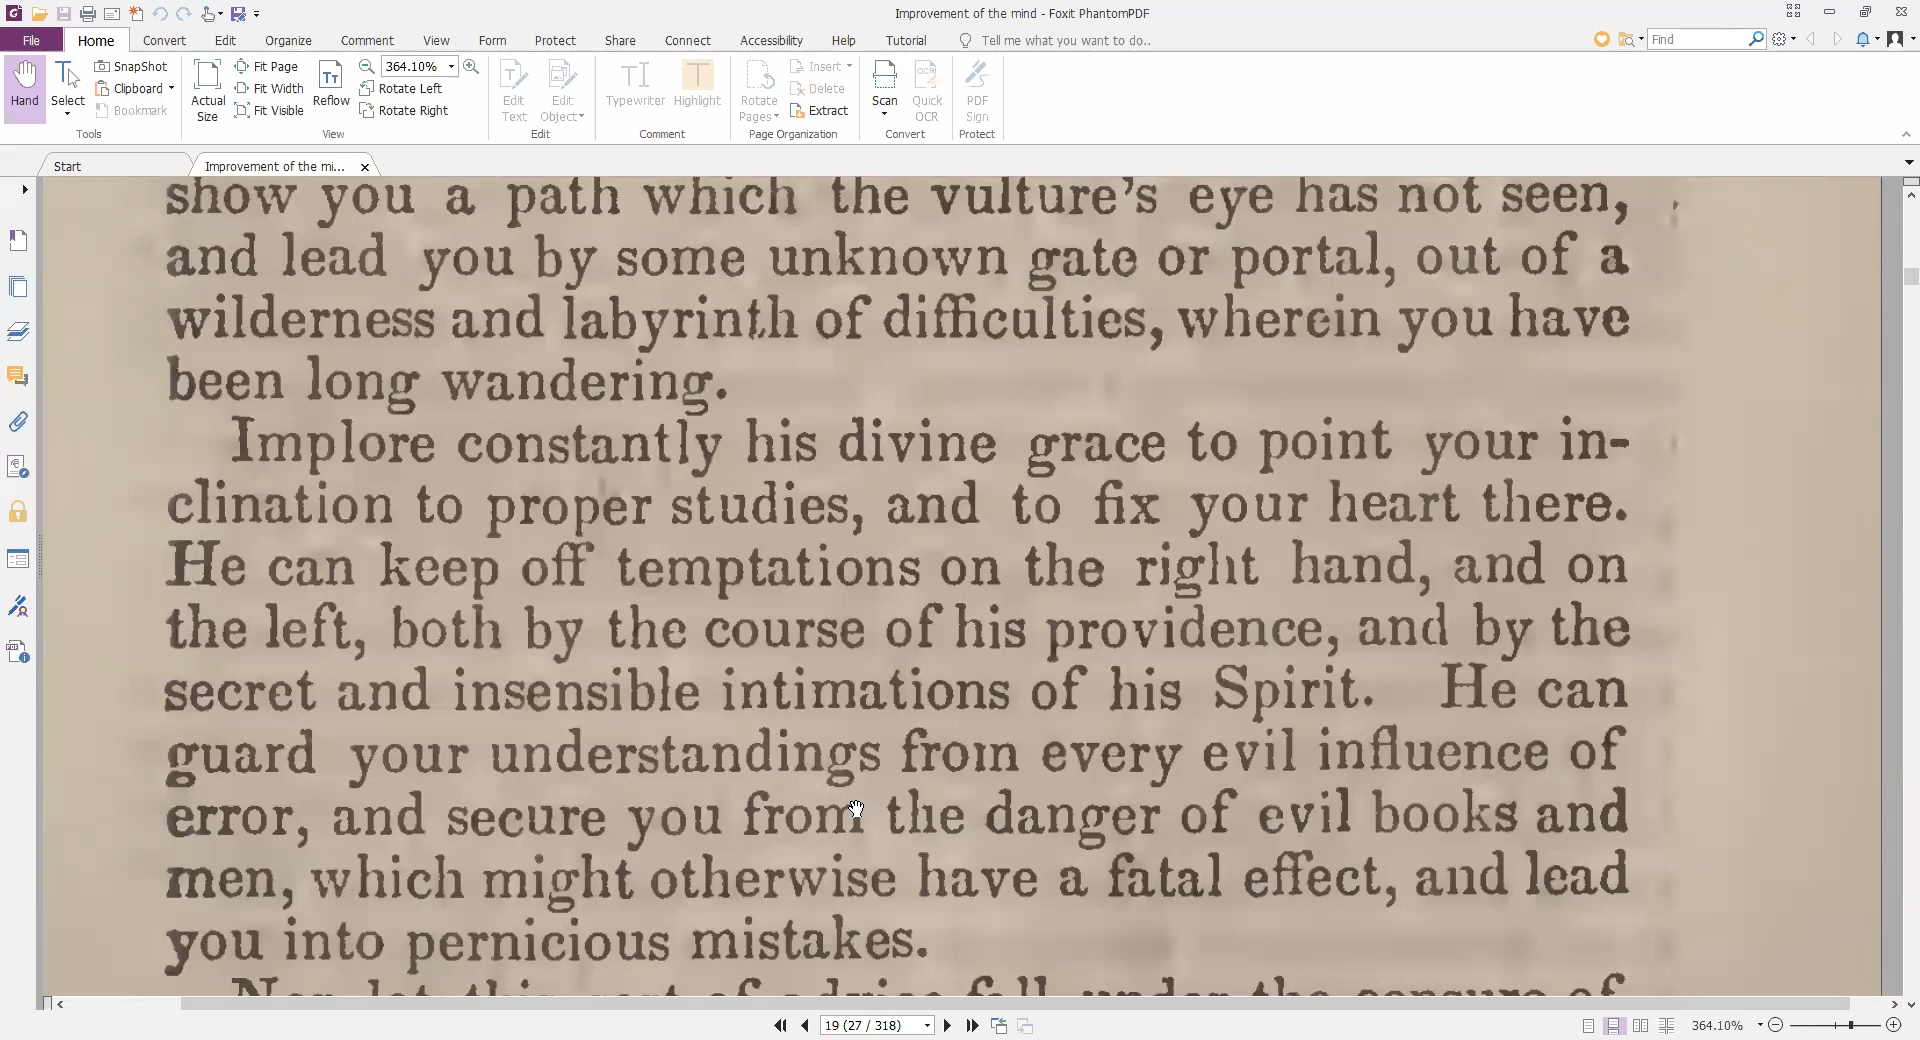 Improvement of the mind - Foxit PhantomPDF
File Home Convert Edit Organize Comment View Form Protect Share Connect Accessibility Help Tutorial Tell me what you want to do.. Find
Hand
Select
SnapShot
Clipboard
Bookmark
Tools
Actual Size
Fit Page
Fit Width
Fit Visible
Reflow
364.10%
Rotate Left
Rotate Right
View
Edit Text
Edit Object
Edit
Typewriter
Highlight
Comment
Rotate Pages
Insert
Delete
Extract
Page Organization
Scan
Quick OCR
Convert
PDF Sign
Protect
Start
Improvement of the mi...
show you a path which the vulture's eye has not seen,
and lead you by some unknown gate or portal, out of a
wilderness and labyrinth of difficulties, wherein you have
been long wandering.
Implore constantly his divine grace to point your in-
clination to proper studies, and to fix your heart there.
He can keep off temptations on the right hand, and on
the left, both by the course of his providence, and by the
secret and insensible intimations of his Spirit. He can
guard your understandings from every evil influence of
error, and secure you from the danger of evil books and
men, which might otherwise have a fatal effect, and lead
you into pernicious mistakes.
19 (27 / 318)
364.10%